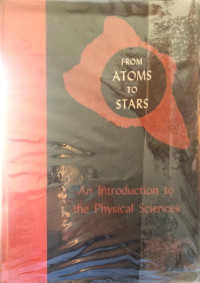 FROM
ATOMS
TO
STARS
An Introduction to
the Physical Sciences